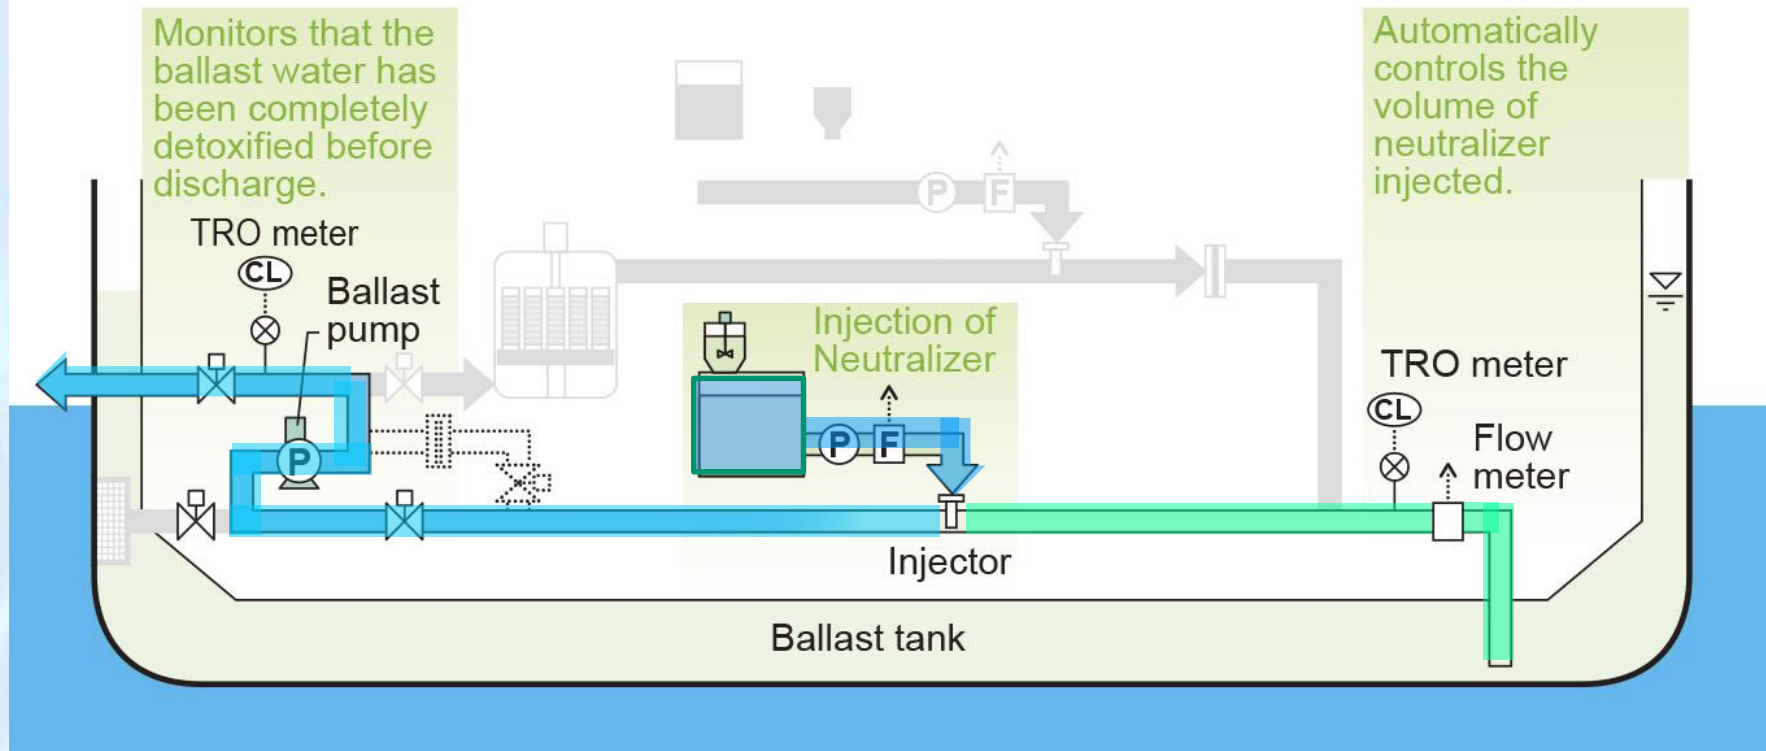 Monitors that the
ballast water has
been completely
detoxified before
discharge.
TRO meter
CL
Ballast
pump
P
P
F
Injection of
Neutralizer
P
F
Injector
Automatically
controls the
volume of
neutralizer
injected.
TRO meter
CL
Flow
meter
Ballast tank